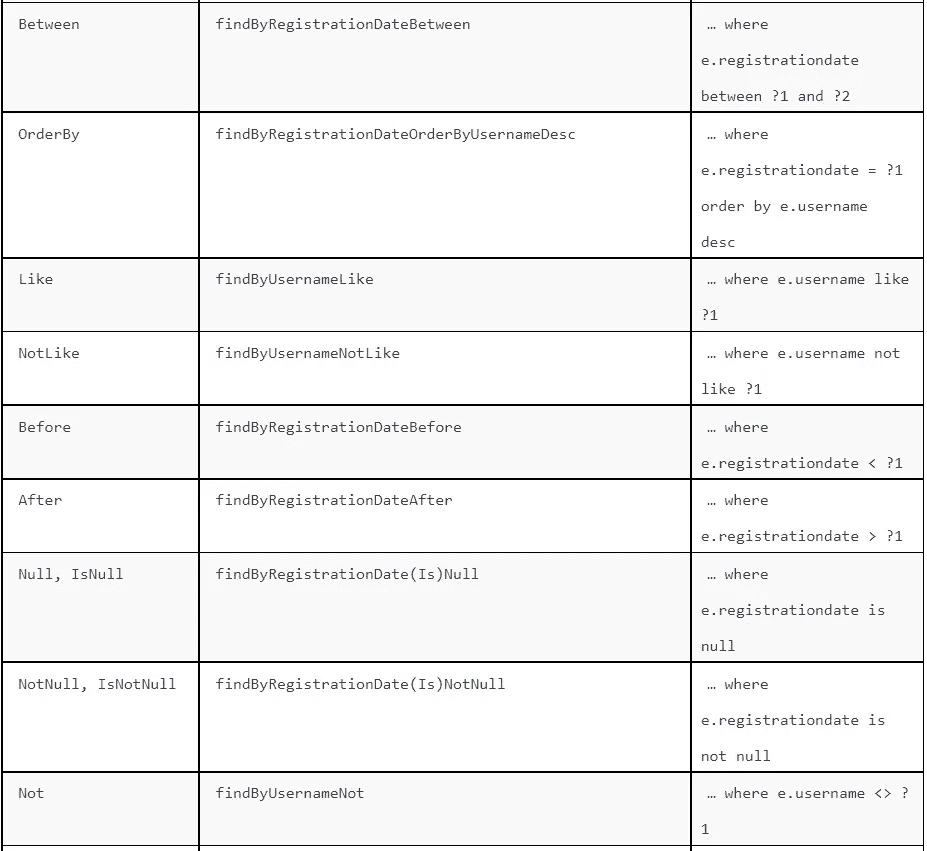 Between findByRegistrationDateBetween … where
e.registrationdate
between ?1 and ?2
OrderBy findByRegistrationDateOrderByUsernameDesc … where
e.registrationdate = ?1
order by e.username
desc
Like findByUsernameLike … where e.username like
?1
NotLike findByUsernameNotLike … where e.username not
like ?1
Before findByRegistrationDateBefore … where
e.registrationdate < ?1
After findByRegistrationDateAfter … where
e.registrationdate > ?1
Null, IsNull findByRegistrationDate(Is)Null … where
e.registrationdate is
null
NotNull, IsNotNull findByRegistrationDate(Is)NotNull … where
e.registrationdate is
not null
Not findByUsernameNot … where e.username <> ?
1